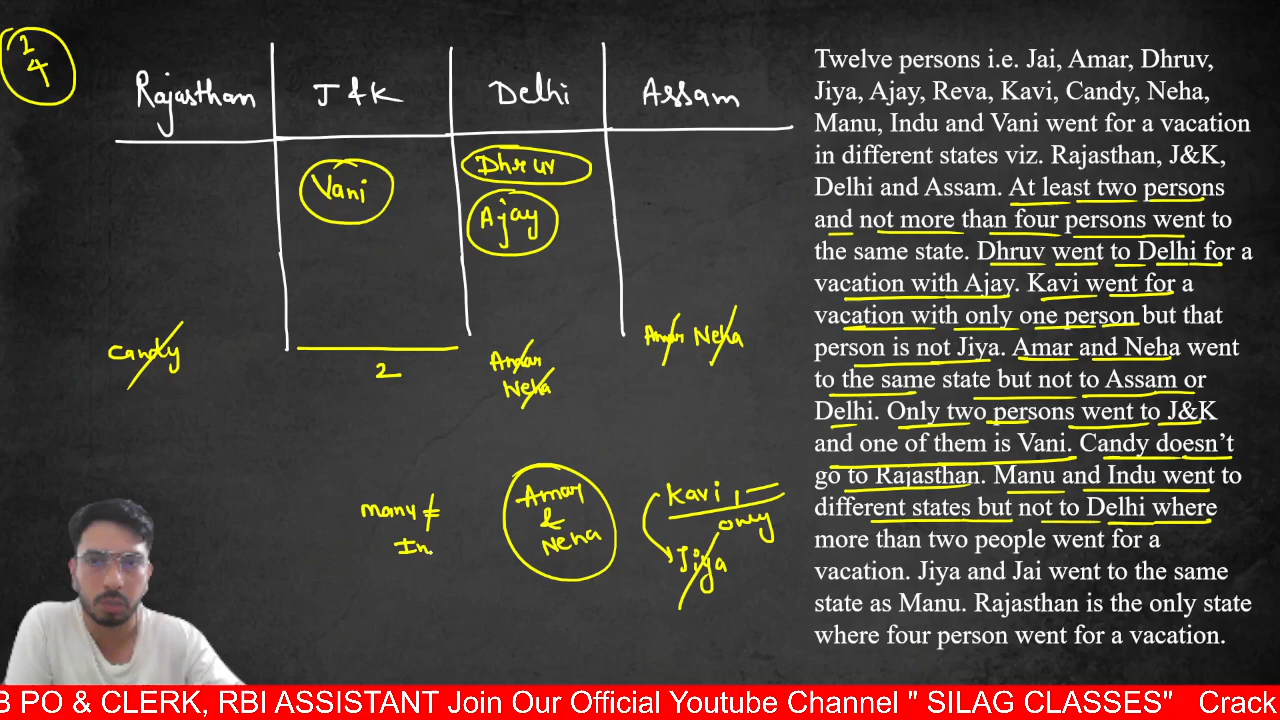 2
4
Rajasthan J&K Delhi Assam
Vani
Dhruv
Ajay
Candy
2
Amar
Neha
Amar Neha
many ≠
In.
Amar
&
Neha
Kavi, =
only
Jiya
Twelve persons i.e. Jai, Amar, Dhruv,
Jiya, Ajay, Reva, Kavi, Candy, Neha,
Manu, Indu and Vani went for a vacation
in different states viz. Rajasthan, J&K,
Delhi and Assam. At least two persons
and not more than four persons went to
the same state. Dhruv went to Delhi for a
vacation with Ajay. Kavi went for a
vacation with only one person but that
person is not Jiya. Amar and Neha went
to the same state but not to Assam or
Delhi. Only two persons went to J&K
and one of them is Vani. Candy doesn’t
go to Rajasthan. Manu and Indu went to
different states but not to Delhi where
more than two people went for a
vacation. Jiya and Jai went to the same
state as Manu. Rajasthan is the only state
where four person went for a vacation.
B PO & CLERK, RBI ASSISTANT Join Our Official Youtube Channel " SILAG CLASSES" Crack